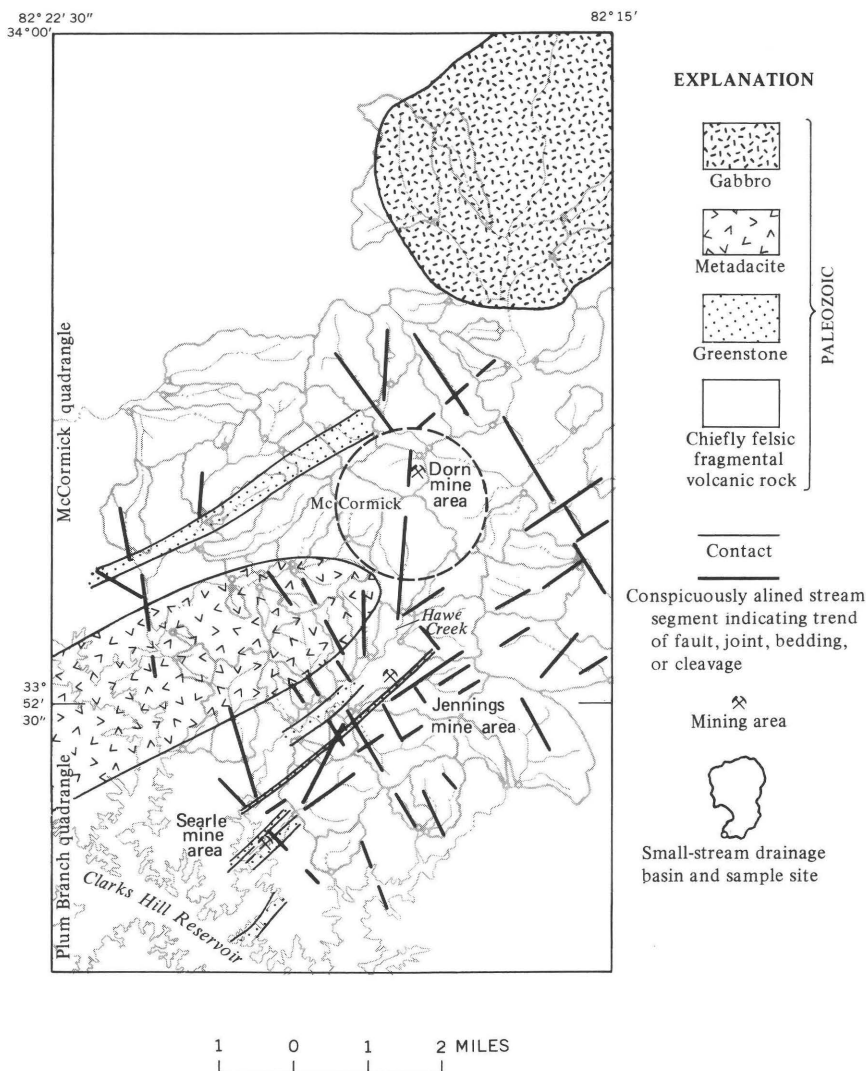 82° 22′ 30″
82° 15′
34° 00′
McCormick quadrangle
Dorn
mine
area
Mc Cormick
Hawe
Creek
33°
52′
30″
Jennings
mine area
Searle
mine
area
Plum Branch quadrangle
Clarks Hill Reservoir
EXPLANATION
Gabbro
Metadacite
Greenstone
Chiefly felsic
fragmental
volcanic rock
PALEOZOIC
Contact
Conspicuously alined stream
segment indicating trend
of fault, joint, bedding,
or cleavage
Mining area
Small-stream drainage
basin and sample site
1 0 1 2 MILES